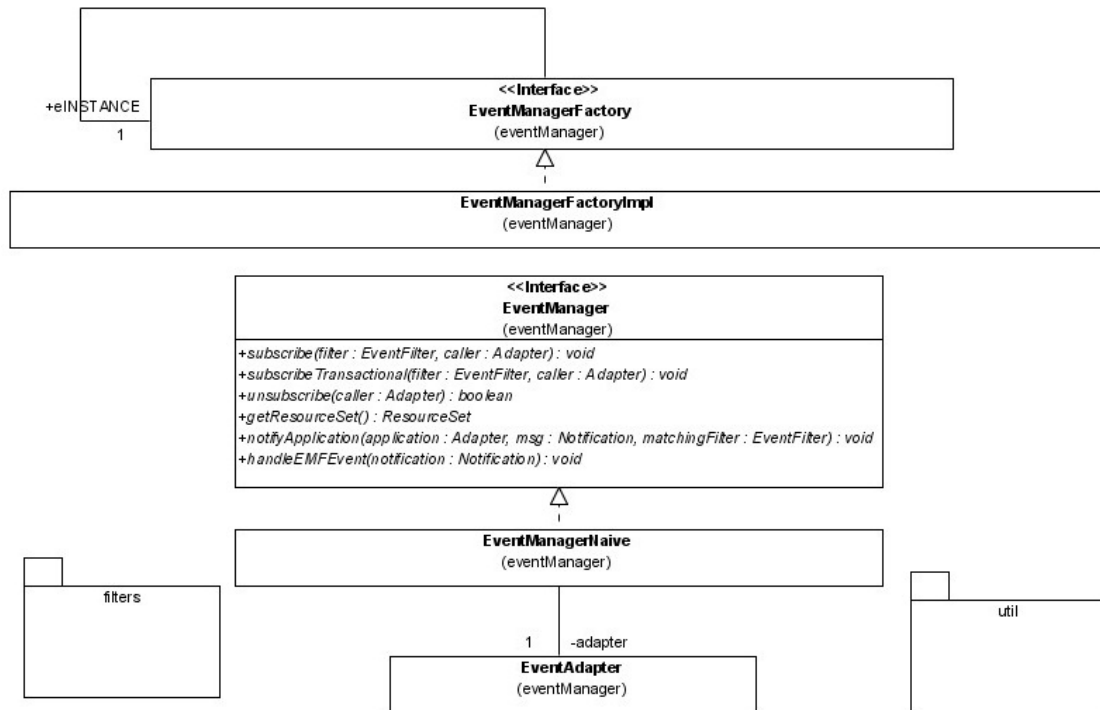 <<Interface>>
EventManagerFactory
(eventManager)
+eINSTANCE
1
EventManagerFactoryImpl
(eventManager)
<<Interface>>
EventManager
(eventManager)
+subscribe(filter : EventFilter, caller : Adapter) : void
+subscribeTransactional(filter : EventFilter, caller : Adapter) : void
+unsubscribe(caller : Adapter) : boolean
+getResourceSet() : ResourceSet
+notifyApplication(application : Adapter, msg : Notification, matchingFilter : EventFilter) : void
+handleEMFEvent(notification : Notification) : void
EventManagerNaive
(eventManager)
filters
util
1 -adapter
EventAdapter
(eventManager)